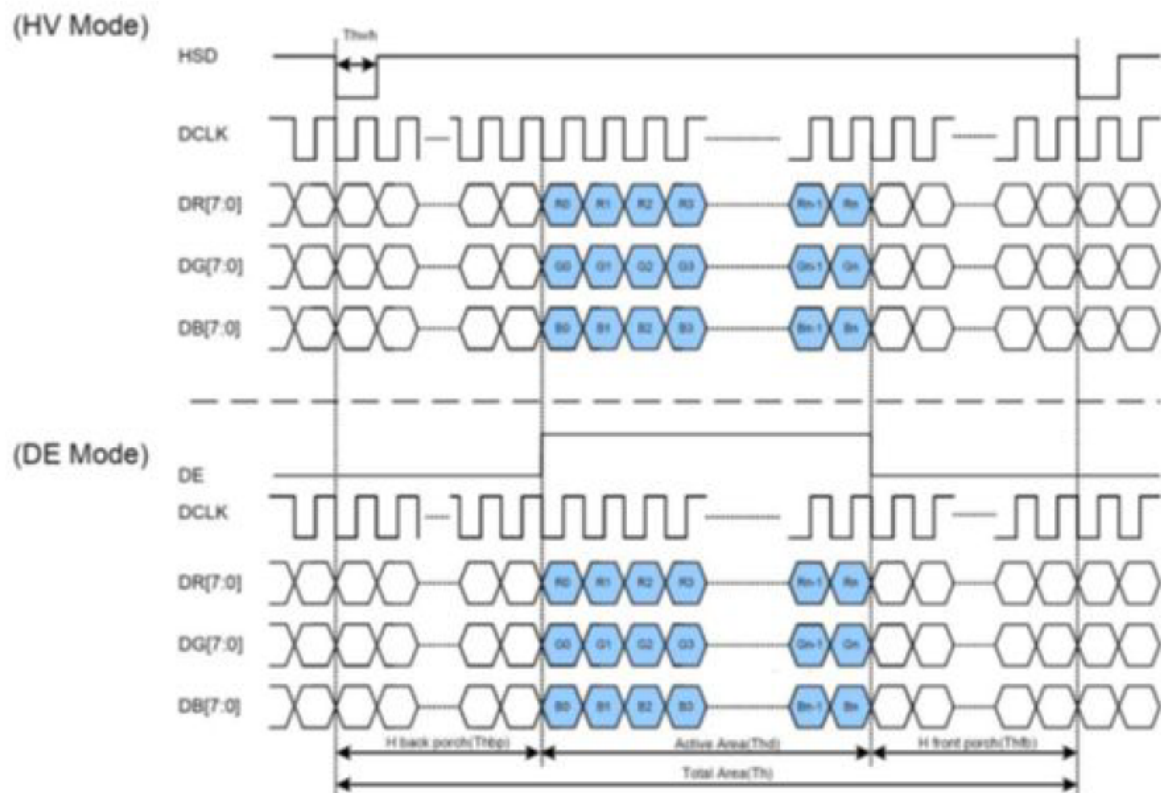 (HV Mode)
Thwh
HSD
DCLK
DR[7:0] R0 R1 R2 R3 Rn-1 Rn
DG[7:0] G0 G1 G2 G3 Gn-1 Gn
DB[7:0] B0 B1 B2 B3 Bn-1 Bn
(DE Mode)
DE
DCLK
DR[7:0] R0 R1 R2 R3 Rn-1 Rn
DG[7:0] G0 G1 G2 G3 Gn-1 Gn
DB[7:0] B0 B1 B2 B3 Bn-1 Bn
H back porch(Thbp) Active Area(Thd) H front porch(Thfb)
Total Area(Th)